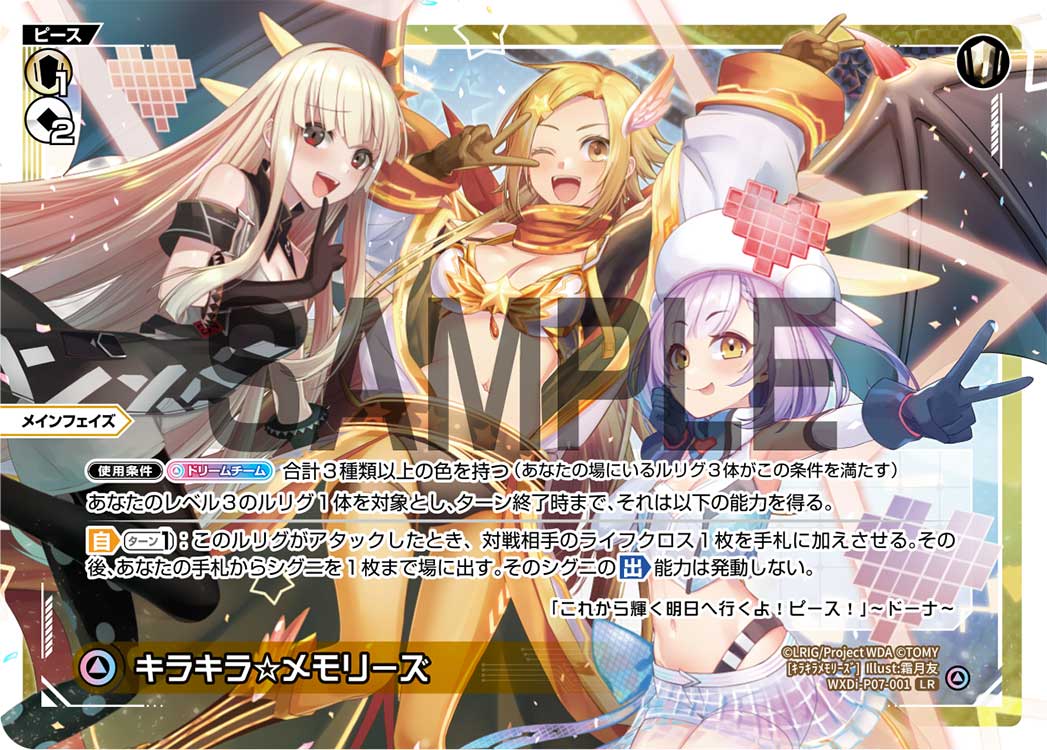 ピース
1
2
SAMPLE
メインフェイズ
使用条件 ドリームチーム 合計3種類以上の色を持つ(あなたの場にいるルリグ3体がこの条件を満たす)
あなたのレベル3のルリグ1体を対象とし、ターン終了時まで、それは以下の能力を得る。
自 ターン1:このルリグがアタックしたとき、対戦相手のライフクロス1枚を手札に加えさせる。その
後、あなたの手札からシグニを1枚まで場に出す。そのシグニの出能力は発動しない。
「これから輝く明日へ行くよ!ピース!」~ドーナ~
キラキラ☆メモリーズ
©LRIG/Project WDA ©TOMY
[キラキラメモリーズ] Illust.霜月友
WXDi-P07-001 LR